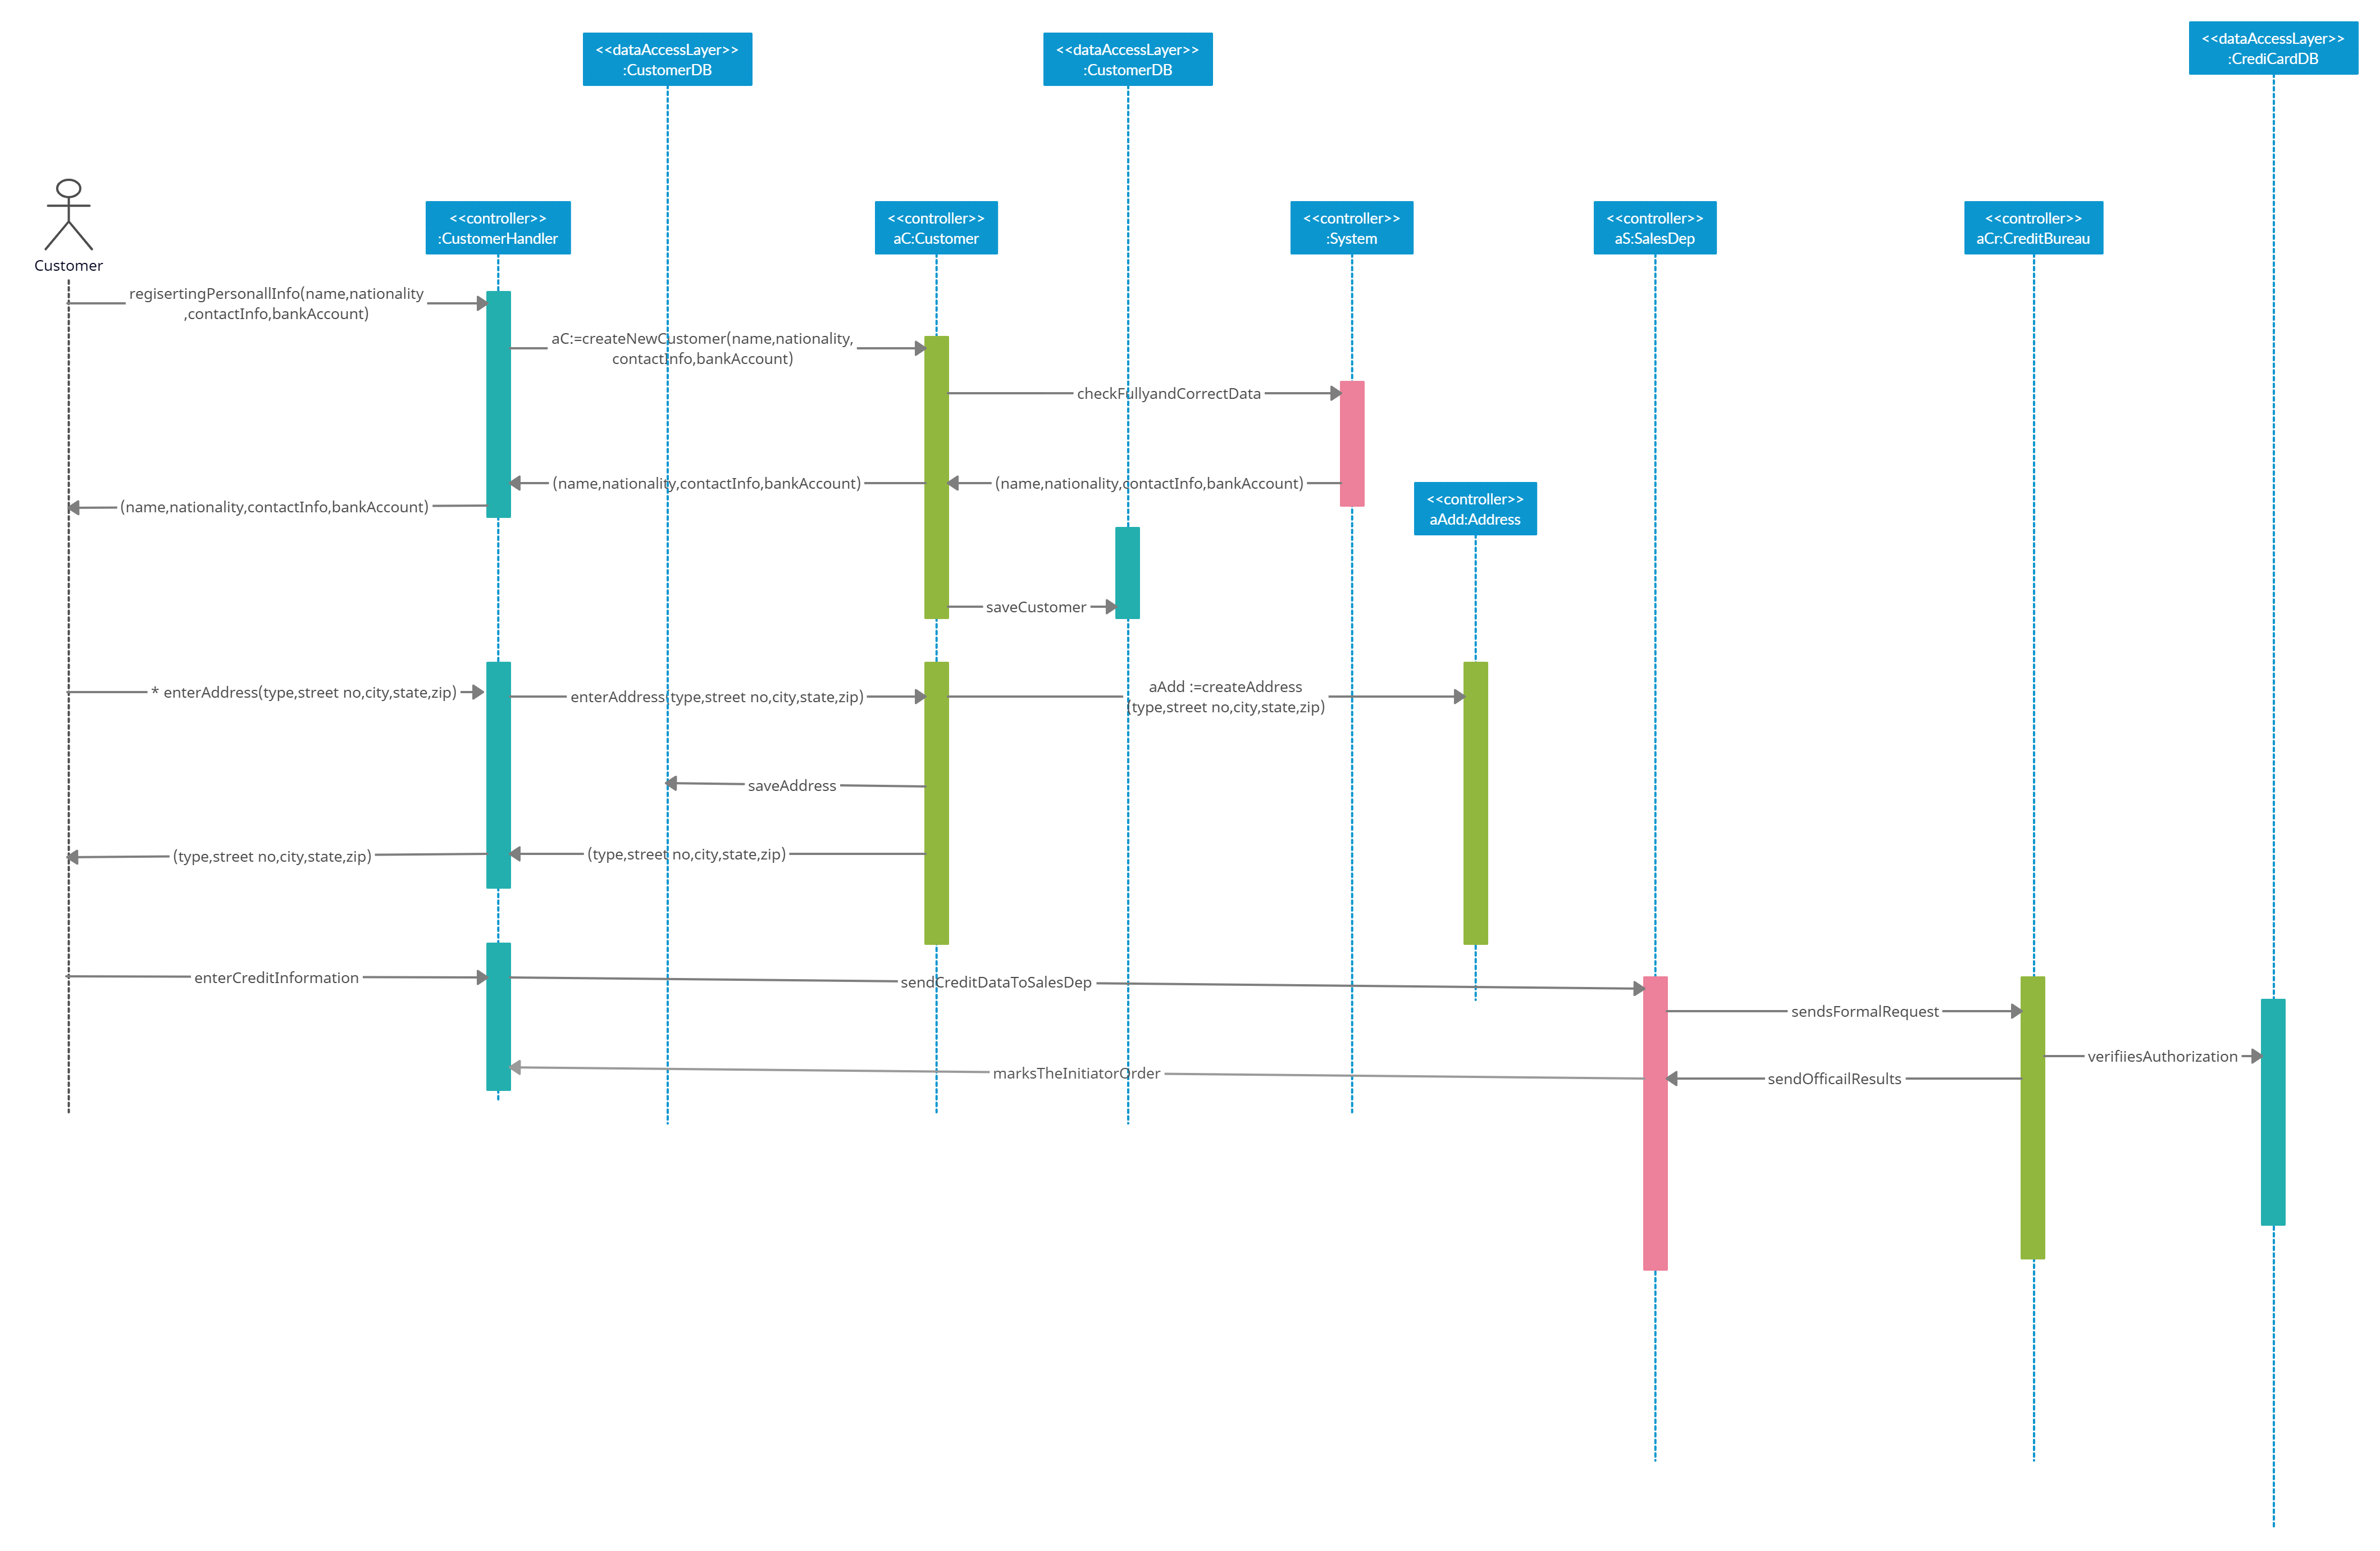 <<dataAccessLayer>>
:CustomerDB
<<dataAccessLayer>>
:CustomerDB
<<dataAccessLayer>>
:CrediCardDB
Customer
<<controller>>
:CustomerHandler
<<controller>>
aC:Customer
<<controller>>
:System
<<controller>>
aS:SalesDep
<<controller>>
aCr:CreditBureau
regisertingPersonallInfo(name,nationality
,contactInfo,bankAccount)
aC:=createNewCustomer(name,nationality,
contactInfo,bankAccount)
checkFullyandCorrectData
(name,nationality,contactInfo,bankAccount)
(name,nationality,contactInfo,bankAccount)
(name,nationality,contactInfo,bankAccount)
<<controller>>
aAdd:Address
saveCustomer
* enterAddress(type,street no,city,state,zip)
enterAddress(type,street no,city,state,zip)
aAdd :=createAddress
(type,street no,city,state,zip)
saveAddress
(type,street no,city,state,zip)
(type,street no,city,state,zip)
enterCreditInformation
sendCreditDataToSalesDep
sendsFormalRequest
verifiiesAuthorization
marksTheInitiatorOrder
sendOfficailResults